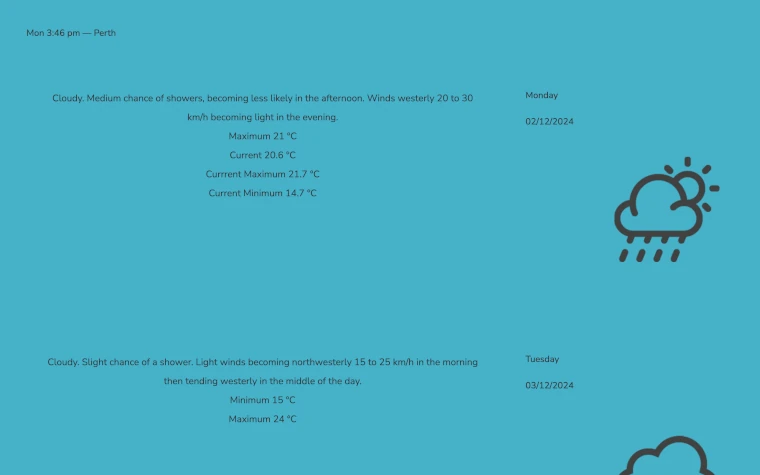 Mon 3:46 pm — Perth
Cloudy. Medium chance of showers, becoming less likely in the afternoon. Winds westerly 20 to 30
km/h becoming light in the evening.
Maximum 21 °C
Current 20.6 °C
Currrent Maximum 21.7 °C
Current Minimum 14.7 °C
Monday
02/12/2024
Cloudy. Slight chance of a shower. Light winds becoming northwesterly 15 to 25 km/h in the morning
then tending westerly in the middle of the day.
Minimum 15 °C
Maximum 24 °C
Tuesday
03/12/2024